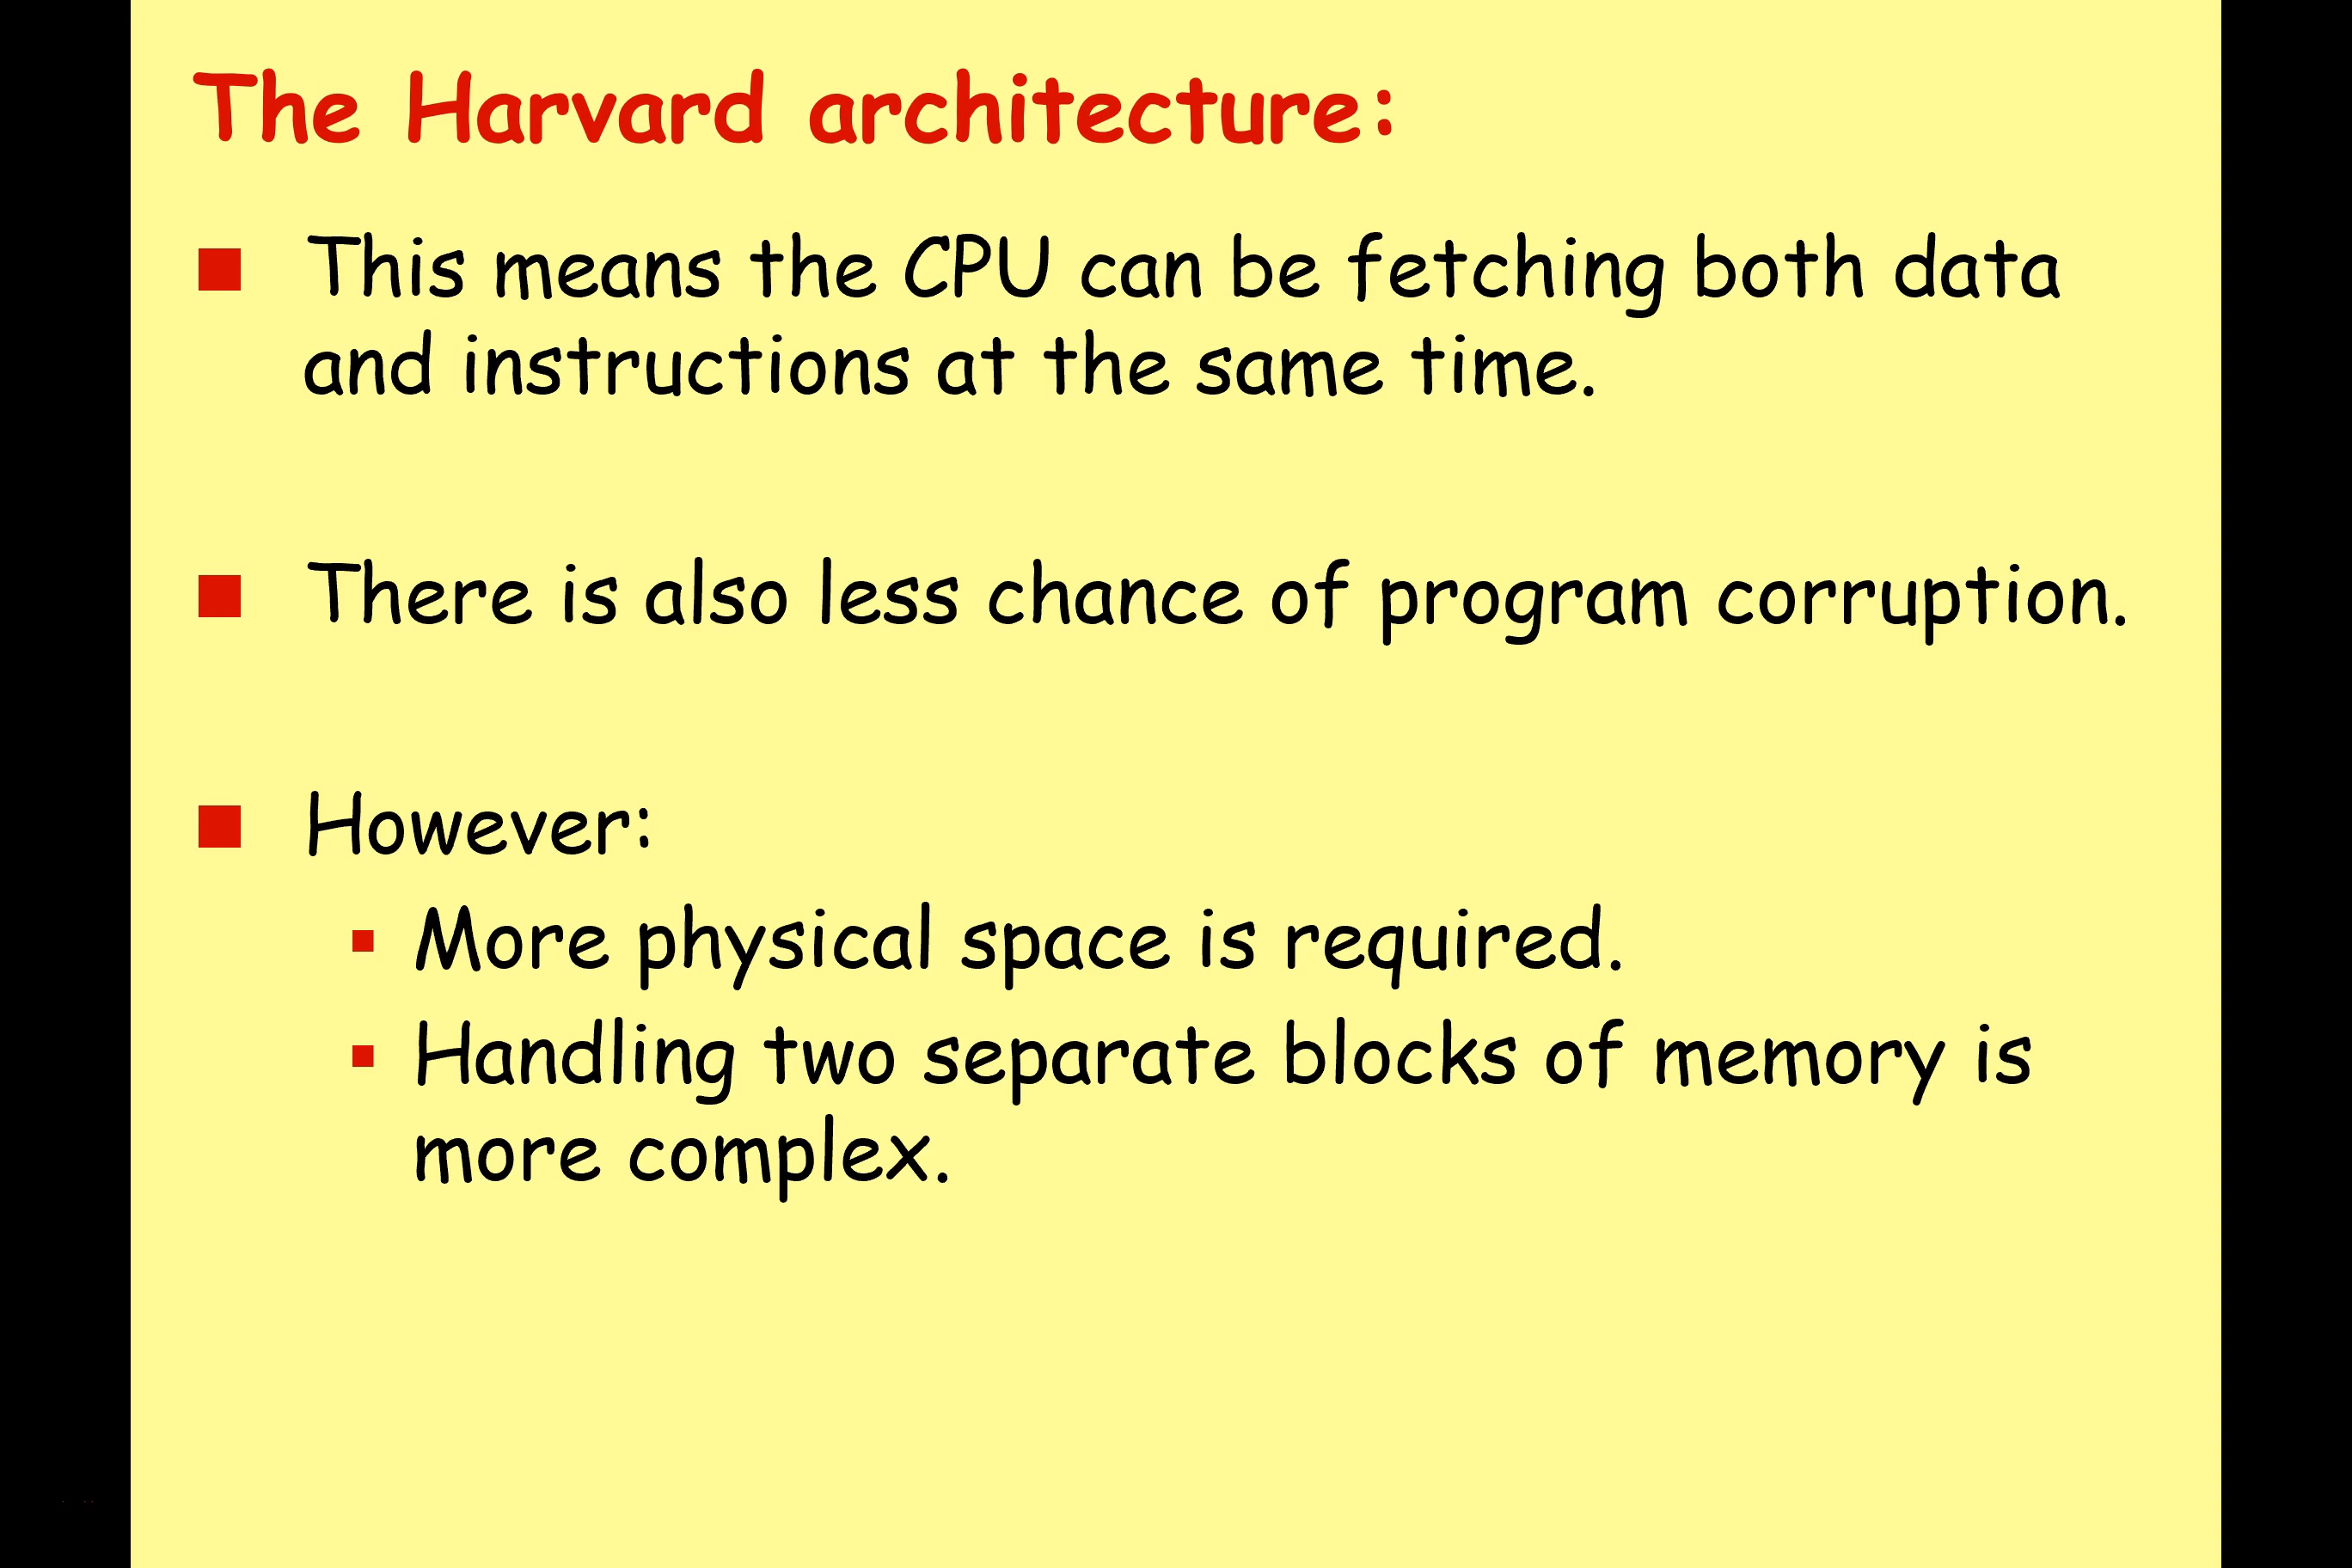 The Harvard architecture:
This means the CPU can be fetching both data
and instructions at the same time.
There is also less chance of program corruption.
However:
More physical space is required.
Handling two separate blocks of memory is
more complex.